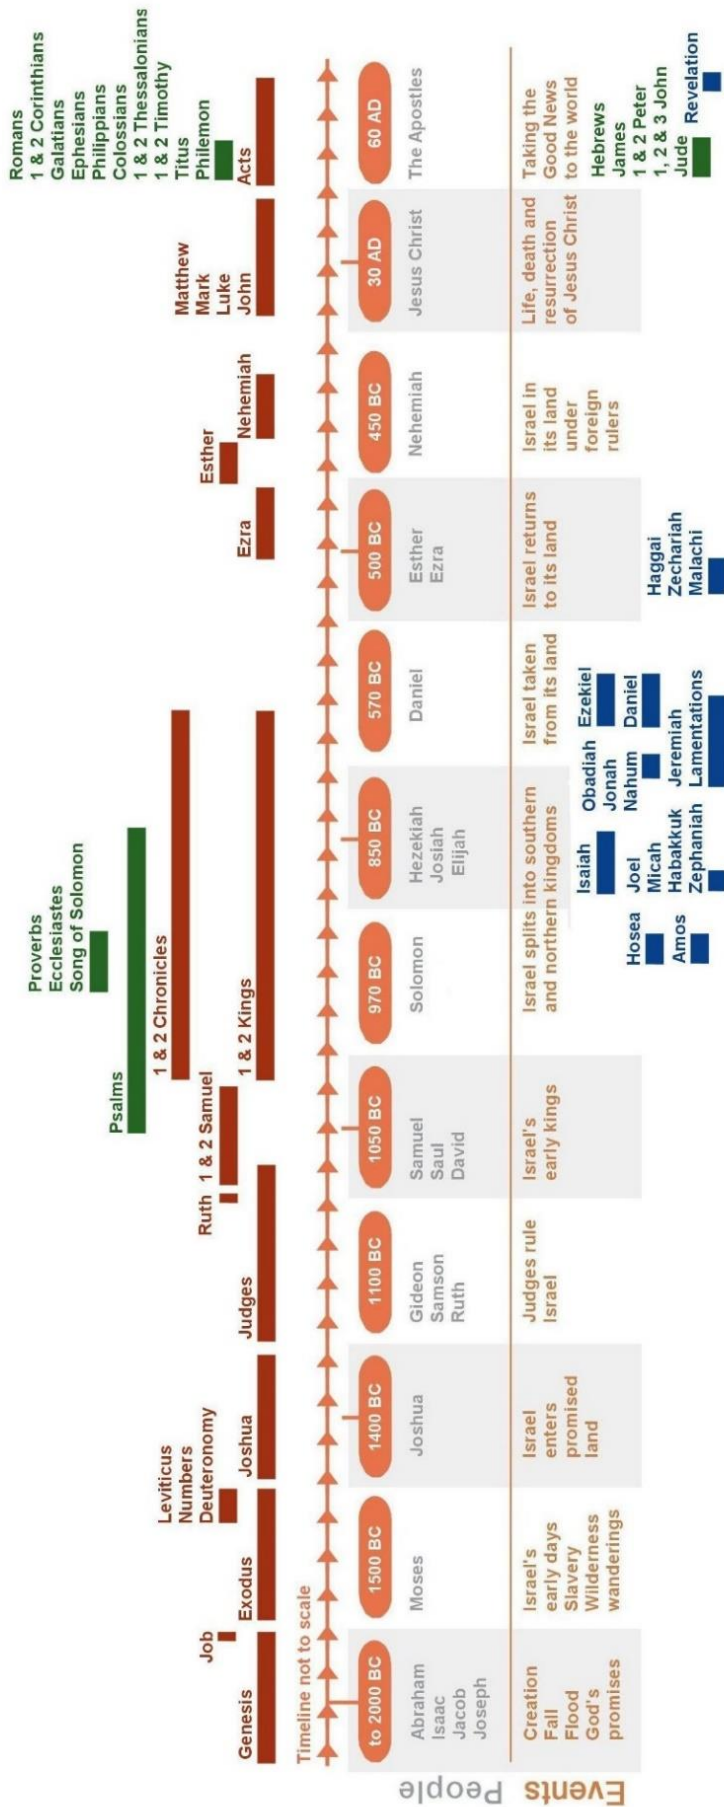 Proverbs
Ecclesiastes
Song of Solomon
Psalms
1 & 2 Chronicles
Romans
1 & 2 Corinthians
Galatians
Ephesians
Philippians
Colossians
1 & 2 Thessalonians
1 & 2 Timothy
Titus
Philemon
Leviticus
Numbers
Deuteronomy
Matthew
Mark
Luke
John
Job
Ruth
1 & 2 Samuel
Esther
Genesis
Exodus
Joshua
Judges
1 & 2 Kings
Ezra
Nehemiah
Acts
Timeline not to scale
to 2000 BC
1500 BC
1400 BC
1100 BC
1050 BC
970 BC
850 BC
570 BC
500 BC
450 BC
30 AD
60 AD
People
Abraham
Isaac
Jacob
Joseph
Moses
Joshua
Gideon
Samson
Ruth
Samuel
Saul
David
Solomon
Hezekiah
Josiah
Elijah
Daniel
Esther
Ezra
Nehemiah
Jesus Christ
The Apostles
Events
Creation
Fall
Flood
God's
promises
Israel's
early days
Slavery
Wilderness
wanderings
Israel
enters
promised
land
Judges rule
Israel
Israel's
early kings
Israel splits into southern
and northern kingdoms
Israel taken
from its land
Israel returns
to its land
Israel in
its land
under
foreign
rulers
Life, death and
resurrection
of Jesus Christ
Taking the
Good News
to the world
Hosea
Amos
Isaiah
Joel
Micah
Habakkuk
Zephaniah
Obadiah
Jonah
Nahum
Ezekiel
Daniel
Jeremiah
Lamentations
Haggai
Zechariah
Malachi
Hebrews
James
1 & 2 Peter
1, 2 & 3 John
Jude
Revelation